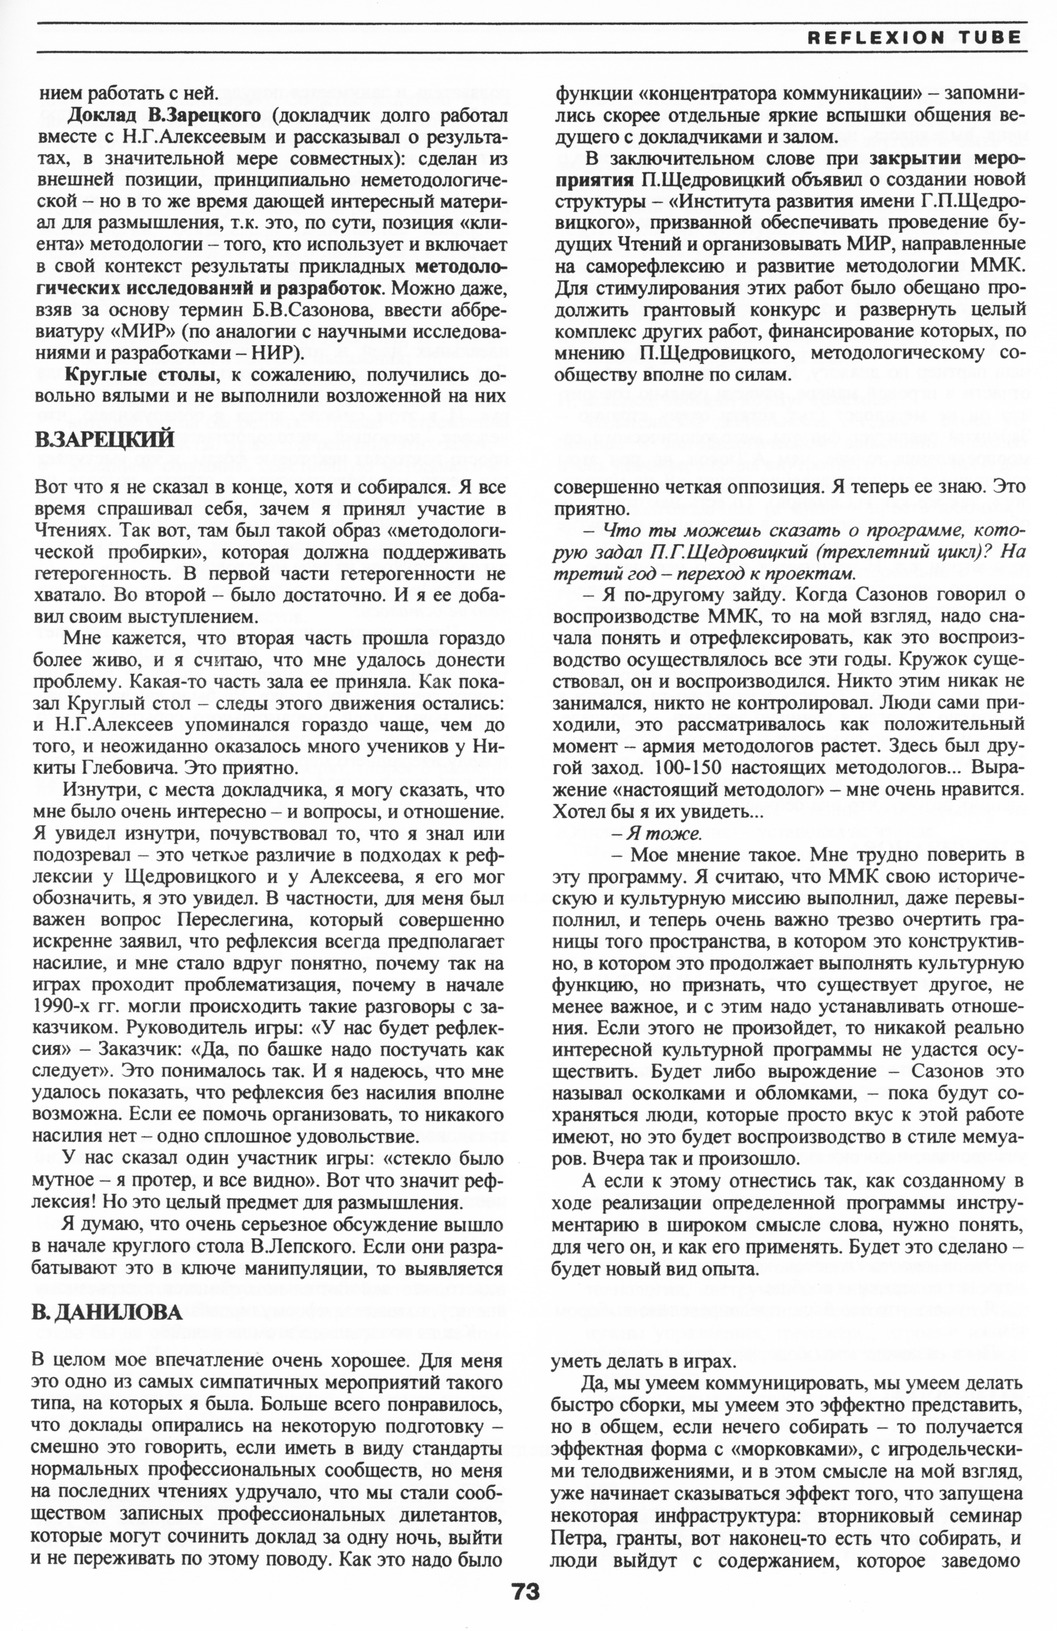 REFLEXION TUBE
нием работать с ней.
Доклад В.Зарецкого (докладчик долго работал
вместе с Н.Г.Алексеевым и рассказывал о результа-
тах, в значительной мере совместных): сделан из
внешней позиции, принципиально неметодологиче-
ской – но в то же время дающей интересный матери-
ал для размышления, т.к. это, по сути, позиция «кли-
ента» методологии – того, кто использует и включает
в свой контекст результаты прикладных методоло-
гических исследований и разработок. Можно даже,
взяв за основу термин Б.В.Сазонова, ввести аббре-
виатуру «МИР» (по аналогии с научными исследова-
ниями и разработками – НИР).
Круглые столы, к сожалению, получились до-
вольно вялыми и не выполнили возложенной на них
функции «концентратора коммуникации» – запомни-
лись скорее отдельные яркие вспышки общения ве-
дущего с докладчиками и залом.
В заключительном слове при закрытии меро-
приятия П.Щедровицкий объявил о создании новой
структуры – «Института развития имени Г.П.Щедро-
вицкого», призванной обеспечивать проведение бу-
дущих Чтений и организовывать МИР, направленные
на саморефлексию и развитие методологии ММК.
Для стимулирования этих работ было обещано про-
должить грантовый конкурс и развернуть целый
комплекс других работ, финансирование которых, по
мнению П.Щедровицкого, методологическому со-
обществу вполне по силам.
В.ЗАРЕЦКИЙ
Вот что я не сказал в конце, хотя и собирался. Я все
время спрашивал себя, зачем я принял участие в
Чтениях. Так вот, там был такой образ «методологи-
ческой пробирки», которая должна поддерживать
гетерогенность. В первой части гетерогенности не
хватало. Во второй – было достаточно. И я ее доба-
вил своим выступлением.
Мне кажется, что вторая часть прошла гораздо
более живо, и я считаю, что мне удалось донести
проблему. Какая-то часть зала ее приняла. Как пока-
зал Круглый стол – следы этого движения остались:
и Н.Г.Алексеев упоминался гораздо чаще, чем до
того, и неожиданно оказалось много учеников у Ни-
киты Глебовича. Это приятно.
Изнутри, с места докладчика, я могу сказать, что
мне было очень интересно – и вопросы, и отношение.
Я увидел изнутри, почувствовал то, что я знал или
подозревал – это четкое различие в подходах к реф-
лексии у Щедровицкого и у Алексеева, я его мог
обозначить, я это увидел. В частности, для меня был
важен вопрос Переслегина, который совершенно
искренне заявил, что рефлексия всегда предполагает
насилие, и мне стало вдруг понятно, почему так на
играх проходит проблематизация, почему в начале
1990-х гг. могли происходить такие разговоры с за-
казчиком. Руководитель игры: «У нас будет рефлек-
сия» – Заказчик: «Да, по башке надо постучать как
следует». Это понималось так. И я надеюсь, что мне
удалось показать, что рефлексия без насилия вполне
возможна. Если ее помочь организовать, то никакого
насилия нет – одно сплошное удовольствие.
У нас сказал один участник игры: «стекло было
мутное – я протер, и все видно». Вот что значит реф-
лексия! Но это целый предмет для размышления.
Я думаю, что очень серьезное обсуждение вышло
в начале круглого стола В.Лепского. Если они разра-
батывают это в ключе манипуляции, то выявляется
совершенно четкая оппозиция. Я теперь ее знаю. Это
приятно.
– Что ты можешь сказать о программе, кото-
рую задал П.Г.Щедровицкий (трехлетний цикл)? На
третий год – переход к проектам.
– Я по-другому зайду. Когда Сазонов говорил о
воспроизводстве ММК, то на мой взгляд, надо сна-
чала понять и отрефлексировать, как это воспроиз-
водство осуществлялось все эти годы. Кружок суще-
ствовал, он и воспроизводился. Никто этим никак не
занимался, никто не контролировал. Люди сами при-
ходили, это рассматривалось как положительный
момент – армия методологов растет. Здесь был дру-
гой заход. 100-150 настоящих методологов... Выра-
жение «настоящий методолог» – мне очень нравится.
Хотел бы я их увидеть...
– Я тоже.
– Мое мнение такое. Мне трудно поверить в
эту программу. Я считаю, что ММК свою историче-
скую и культурную миссию выполнил, даже перевы-
полнил, и теперь очень важно трезво очертить гра-
ницы того пространства, в котором это конструктив-
но, в котором это продолжает выполнять культурную
функцию, но признать, что существует другое, не
менее важное, и с этим надо устанавливать отноше-
ния. Если этого не произойдет, то никакой реально
интересной культурной программы не удастся осу-
ществить. Будет либо вырождение – Сазонов это
называл осколками и обломками, – пока будут со-
храняться люди, которые просто вкус к этой работе
имеют, но это будет воспроизводство в стиле мемуа-
ров. Вчера так и произошло.
А если к этому отнестись так, как созданному в
ходе реализации определенной программы инстру-
ментарию в широком смысле слова, нужно понять,
для чего он, и как его применять. Будет это сделано –
будет новый вид опыта.
В. ДАНИЛОВА
В целом мое впечатление очень хорошее. Для меня
это одно из самых симпатичных мероприятий такого
типа, на которых я была. Больше всего понравилось,
что доклады опирались на некоторую подготовку –
смешно это говорить, если иметь в виду стандарты
нормальных профессиональных сообществ, но меня
на последних чтениях удручало, что мы стали сооб-
ществом записных профессиональных дилетантов,
которые могут сочинить доклад за одну ночь, выйти
и не переживать по этому поводу. Как это надо было
уметь делать в играх.
Да, мы умеем коммуницировать, мы умеем делать
быстро сборки, мы умеем это эффектно представить,
но в общем, если нечего собирать – то получается
эффектная форма с «морковками», с игродельчески-
ми телодвижениями, и в этом смысле на мой взгляд,
уже начинает сказываться эффект того, что запущена
некоторая инфраструктура: вторниковый семинар
Петра, гранты, вот наконец-то есть что собирать, и
люди выйдут с содержанием, которое заведомо
73